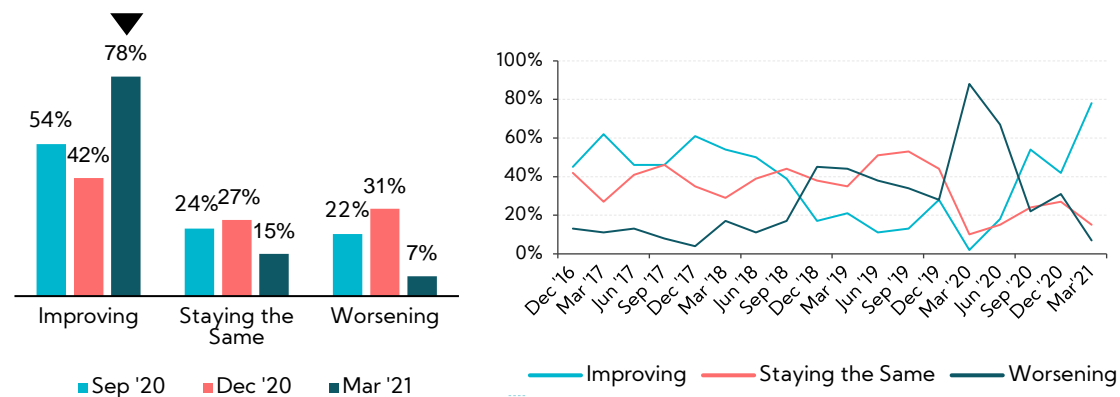 78%
54%
42%
24%
27%
15%
22%
31%
7%
Improving
Staying the
Same
Worsening
Sep '20
Dec '20
Mar '21
100%
80%
60%
40%
20%
0%
Dec '16
Mar '17
Jun '17
Sep '17
Dec '17
Mar '18
Jun '18
Sep '18
Dec '18
Mar '19
Jun '19
Sep '19
Dec '19
Mar '20
Jun '20
Sep '20
Dec '20
Mar'21
Improving
Staying the Same
Worsening